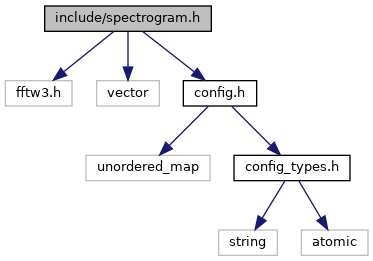 include/spectrogram.h
fftw3.h
vector
config.h
unordered_map
config_types.h
string
atomic